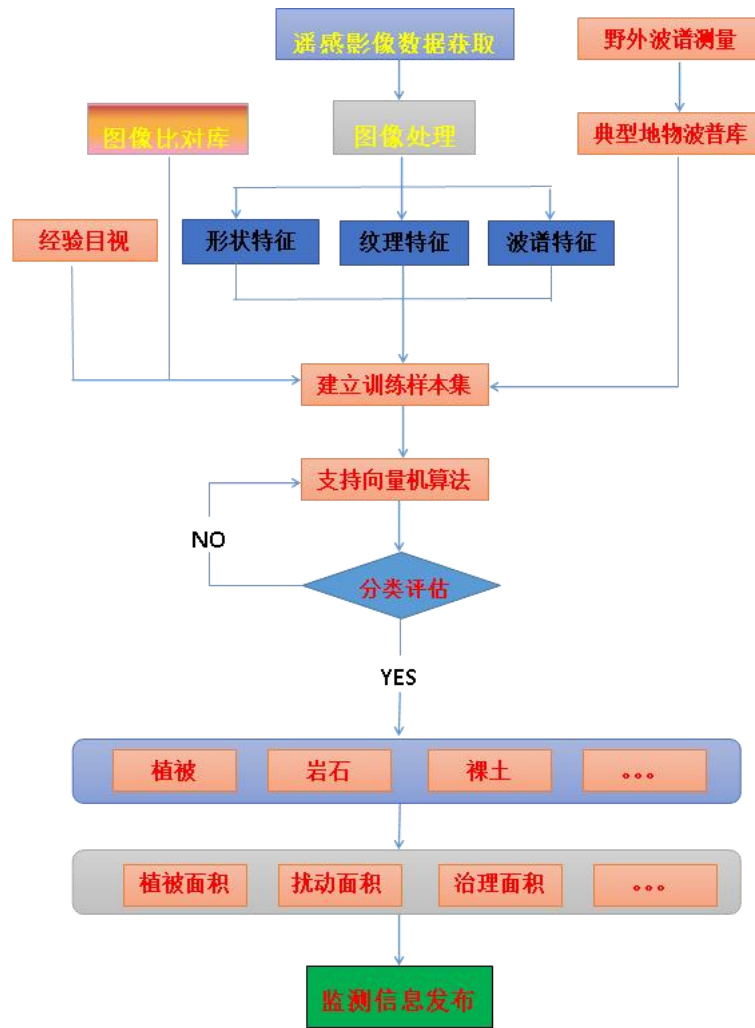 遥感影像数据获取
野外波谱测量
图像比对库
图像处理
典型地物波普库
经验目视
形状特征
纹理特征
波谱特征
建立训练样本集
支持向量机算法
NO
分类评估
YES
植被
岩石
裸土
。。。
植被面积
扰动面积
治理面积
。。。
监测信息发布